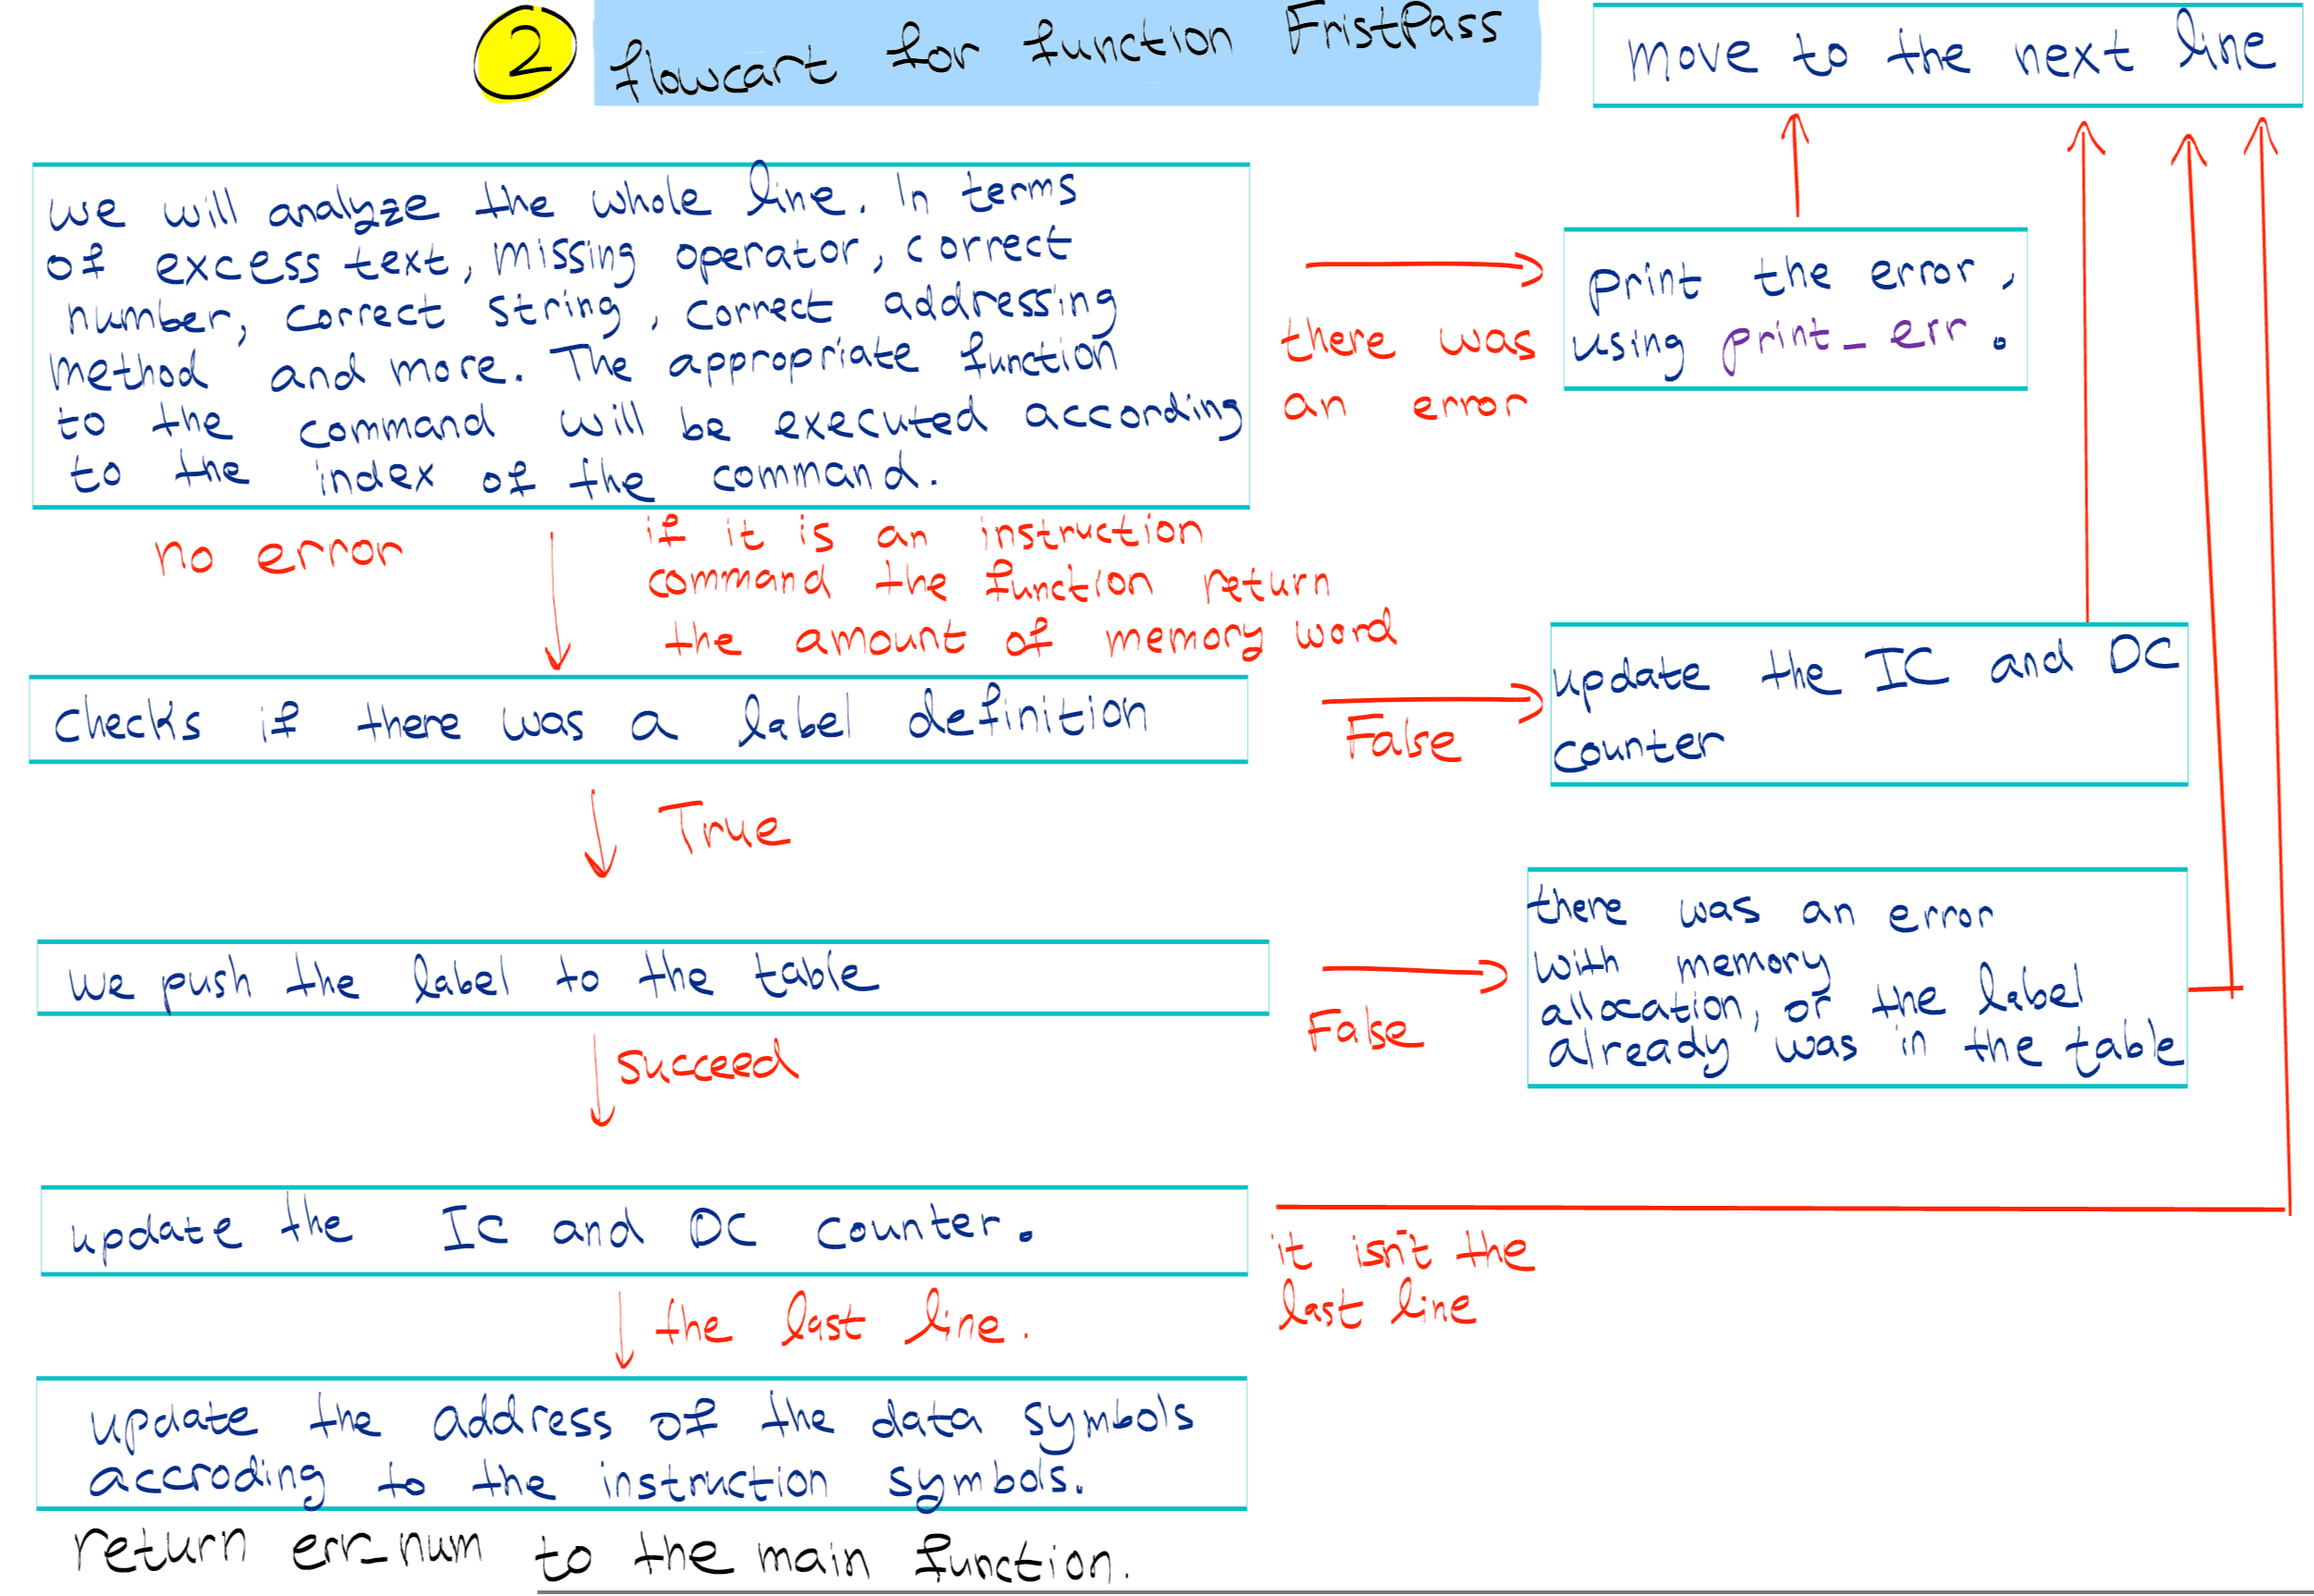 2
flowcart for function FristPass
move to the next line
we will analyze the whole line. In terms
of excess text, missing operator, correct
number, correct string, correct addressing
method and more. The appropriate function
to the command will be executed according
to the index of the command.
there was
an error
print the error,
using print_err.
no error
if it is an instruction
command the function return
the amount of memory word
checks if there was a label definition
False
update the IC and DC
counter
True
we push the label to the table
False
there was an error
with memory
allocation, or the label
already was in the table
succeed
update the IC and DC counter.
it isn't the
last line
the last line.
update the address of the data symbols
accroding to the instruction symbols.
return err_num to the main function.